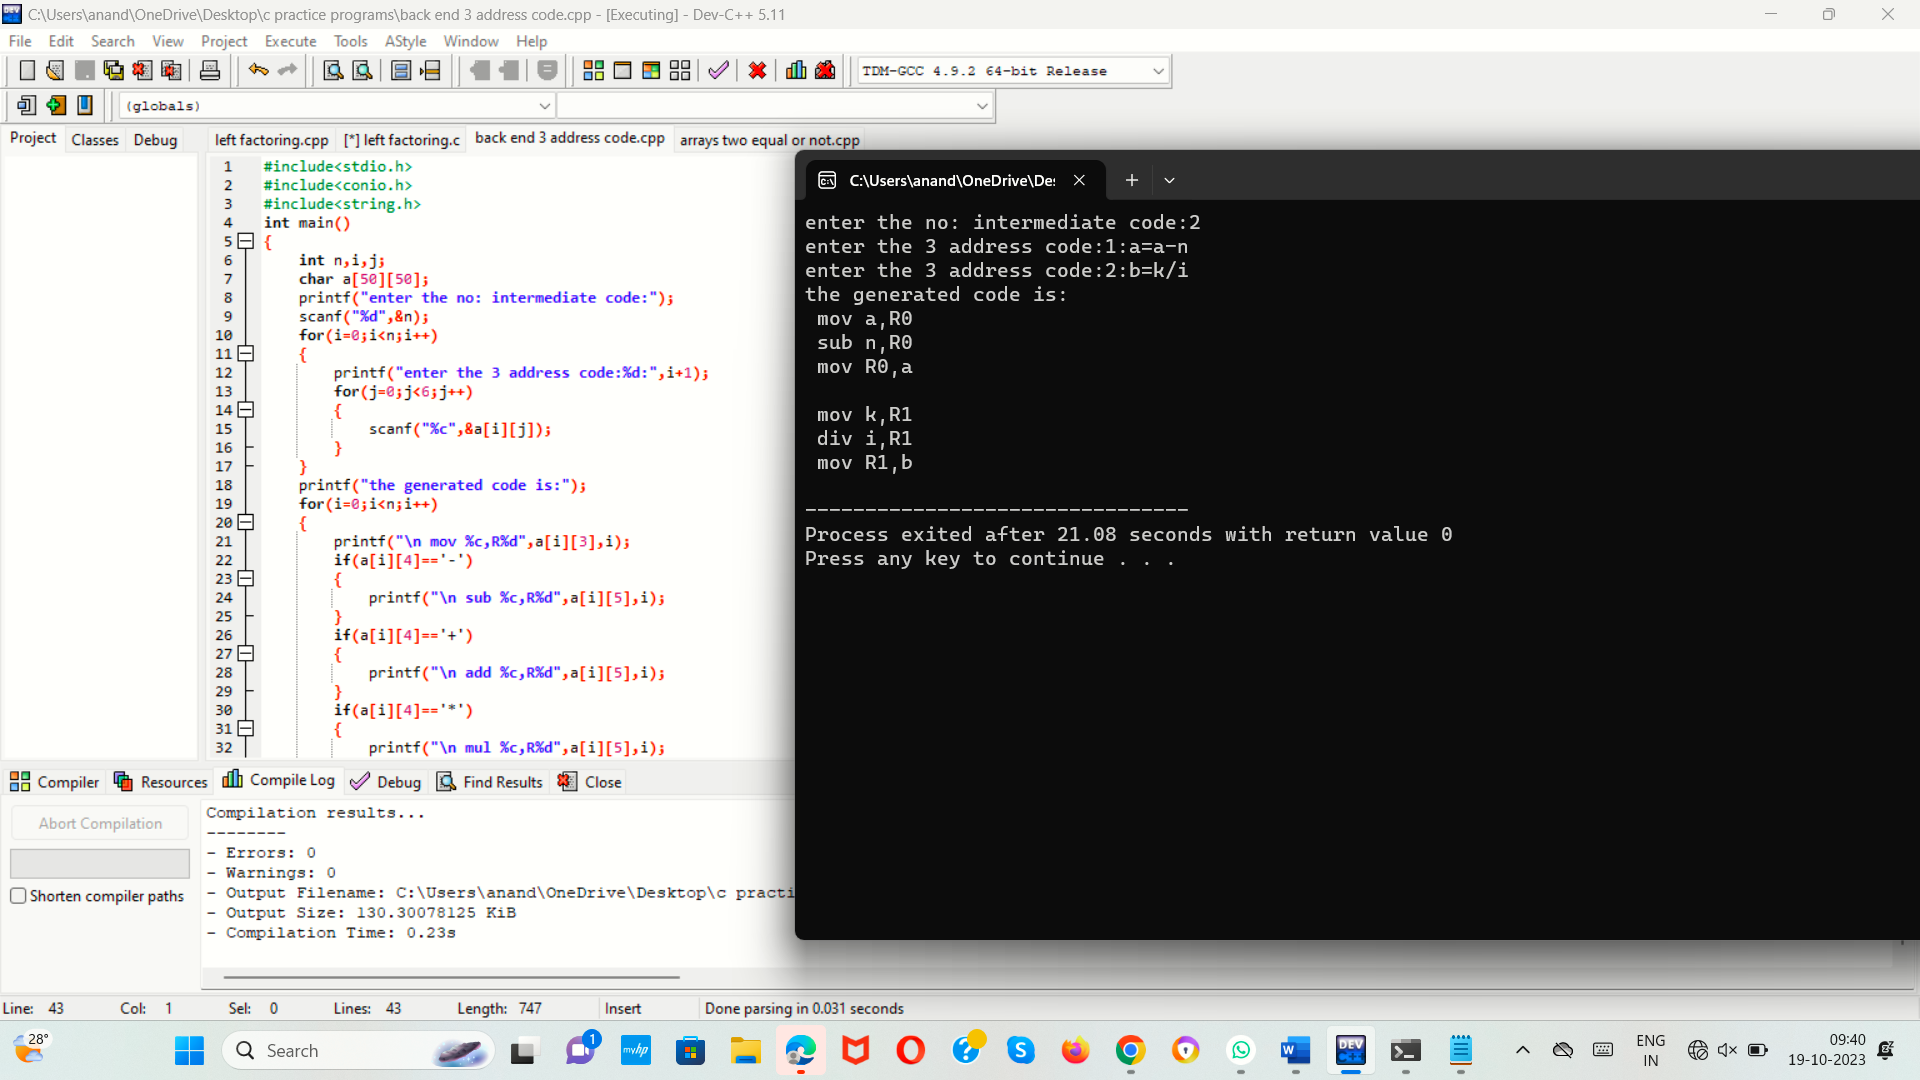 C:\Users\anand\OneDrive\Desktop\c practice programs\back end 3 address code.cpp - [Executing] - Dev-C++ 5.11
File Edit Search View Project Execute Tools AStyle Window Help
TDM-GCC 4.9.2 64-bit Release
(globals)
Project Classes Debug
left factoring.cpp [*] left factoring.c back end 3 address code.cpp arrays two equal or not.cpp
1 #include<stdio.h>
2 #include<conio.h>
3 #include<string.h>
4 int main()
5 {
6 int n,i,j;
7 char a[50][50];
8 printf("enter the no: intermediate code:");
9 scanf("%d",&n);
10 for(i=0;i<n;i++)
11 {
12 printf("enter the 3 address code:%d:",i+1);
13 for(j=0;j<6;j++)
14 {
15 scanf("%c",&a[i][j]);
16 }
17 }
18 printf("the generated code is:");
19 for(i=0;i<n;i++)
20 {
21 printf("\n mov %c,R%d",a[i][3],i);
22 if(a[i][4]=='-')
23 {
24 printf("\n sub %c,R%d",a[i][5],i);
25 }
26 if(a[i][4]=='+')
27 {
28 printf("\n add %c,R%d",a[i][5],i);
29 }
30 if(a[i][4]=='*')
31 {
32 printf("\n mul %c,R%d",a[i][5],i);
C:\Users\anand\OneDrive\De
enter the no: intermediate code:2
enter the 3 address code:1:a=a-n
enter the 3 address code:2:b=k/i
the generated code is:
mov a,R0
sub n,R0
mov R0,a
mov k,R1
div i,R1
mov R1,b
--------------------------------
Process exited after 21.08 seconds with return value 0
Press any key to continue . . .
Compiler Resources Compile Log Debug Find Results Close
Abort Compilation
Shorten compiler paths
Compilation results...
--------
- Errors: 0
- Warnings: 0
- Output Filename: C:\Users\anand\OneDrive\Desktop\c practi
- Output Size: 130.30078125 KiB
- Compilation Time: 0.23s
Line: 43 Col: 1 Sel: 0 Lines: 43 Length: 747 Insert Done parsing in 0.031 seconds
28°
Search
1
myhp
DEV
ENG
IN
09:40
19-10-2023